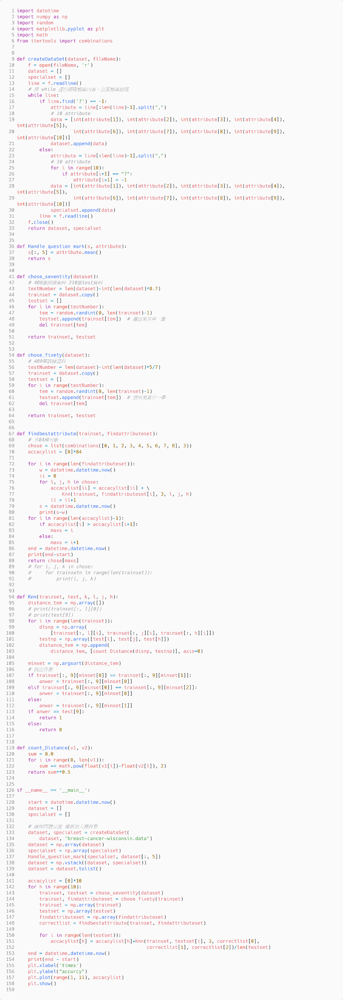 1 import datetime
2 import numpy as np
3 import random
4 import matplotlib.pyplot as plt
5 import math
6 from itertools import combinations
7
8
9 def createDataSet(dataset, fileName):
10     f = open(fileName, 'r')
11     dataset = []
12     specialset = []
13     line = f.readline()
14     # 用 while 逐行讀取檔案內容，直至檔案結尾
15     while line:
16         if line.find('?') == -1:
17             attribute = line[:len(line)-1].split(",")
18             # 10 attribute
19             data = [int(attribute[1]), int(attribute[2]), int(attribute[3]), int(attribute[4]),
int(attribute[5]),
20                     int(attribute[6]), int(attribute[7]), int(attribute[8]), int(attribute[9]),
int(attribute[10])]
21             dataset.append(data)
22         else:
23             attribute = line[:len(line)-1].split(",")
24             # 10 attribute
25             for i in range(10):
26                 if attribute[i+1] == "?":
27                     attribute[i+1] = -1
28             data = [int(attribute[1]), int(attribute[2]), int(attribute[3]), int(attribute[4]),
int(attribute[5]),
29                     int(attribute[6]), int(attribute[7]), int(attribute[8]), int(attribute[9]),
int(attribute[10])]
30             specialset.append(data)
31         line = f.readline()
32     f.close()
33     return dataset, specialset
34
35
36 def Handle question mark(s, attribute):
37     s[:, 5] = attribute.mean()
38     return s
39
40
41 def chose_seventity(dataset):
42     # 489筆訓練資料 210筆test資料
43     testNumber = len(dataset)-int(len(dataset)*0.7)
44     trainset = dataset.copy()
45     testset = []
46     for i in range(testNumber):
47         tem = random.randint(0, len(trainset)-1)
48         testset.append(trainset[tem])  # 選出來其中一筆
49         del trainset[tem]
50
51     return trainset, testset
52
53
54 def chose_fivety(dataset):
55     # 489筆訓練資料
56     testNumber = len(dataset)-int(len(dataset)*5/7)
57     trainset = dataset.copy()
58     testset = []
59     for i in range(testNumber):
60         tem = random.randint(0, len(trainset)-1)
61         testset.append(trainset[tem])  # 選出來其中一筆
62         del trainset[tem]
63
64     return trainset, testset
65
66
67 def findbestattribute(trainset, findattributeset):
68     # 共84種可能
69     chose = list(combinations([0, 1, 2, 3, 4, 5, 6, 7, 8], 3))
70     accacylist = [0]*84
71
72     for i in range(len(findattributeset)):
73         w = datetime.datetime.now()
74         ii = 0
75         for l, j, h in chose:
76             accacylist[ii] = accacylist[ii] + \
77                 Knn(trainset, findattributeset[i], 3, l, j, h)
78             ii = ii+1
79         s = datetime.datetime.now()
80         print(s-w)
81     for i in range(len(accacylist)-1):
82         if accacylist[i] > accacylist[i+1]:
83             maxs = i
84         else:
85             maxs = i+1
86     end = datetime.datetime.now()
87     print(end-start)
88     return chose[maxs]
89     # for i, j, k in chose:
90     #     for trainsetn in range(len(trainset)):
91     #         print(i, j, k)
92
93
94 def Knn(trainset, test, k, l, j, h):
95     distance_tem = np.array([])
96     # print(trainset[:, l][0])
97     # print(test[9])
98     for i in range(len(trainset)):
99         disnp = np.array(
100             [trainset[:, l][i], trainset[:, j][i], trainset[:, h][i]])
101         testnp = np.array([test[l], test[j], test[h]])
102         distance_tem = np.append(
103             distance_tem, [count_Distance(disnp, testnp)], axis=0)
104
105     minset = np.argsort(distance_tem)
106     # 找出答案
107     if trainset[:, 9][minset[0]] == trainset[:, 9][minset[1]]:
108         anwer = trainset[:, 9][minset[0]]
109     elif trainset[:, 9][minset[0]] == trainset[:, 9][minset[2]]:
110         anwer = trainset[:, 9][minset[0]]
111     else:
112         anwer = trainset[:, 9][minset[1]]
113     if anwer == test[9]:
114         return 1
115     else:
116         return 0
117
118
119 def count_Distance(v1, v2):
120     sum = 0.0
121     for i in range(0, len(v1)):
122         sum += math.pow(float(v1[i])-float(v2[i]), 2)
123     return sum**0.5
124
125
126 if __name__ == '__main__':
127
128     start = datetime.datetime.now()
129     dataset = []
130     specialset = []
131
132     # 處理問號完後 重新加入資料集
133     dataset, specialset = createDataSet(
134         dataset, "breast-cancer-wisconsin.data")
135     dataset = np.array(dataset)
136     specialset = np.array(specialset)
137     Handle_question_mark(specialset, dataset[:, 5])
138     dataset = np.vstack((dataset, specialset))
139     dataset = dataset.tolist()
140
141     accacylist = [0]*10
142     for h in range(10):
143         trainset, testset = chose_seventity(dataset)
144         trainset, findattributeset = chose_fivety(trainset)
145         trainset = np.array(trainset)
146         testset = np.array(testset)
147         findattributeset = np.array(findattributeset)
148         correctlist = findbestattribute(trainset, findattributeset)
149
150         for i in range(len(testset)):
151             accacylist[h] = accacylist[h]+Knn(trainset, testset[i], 3, correctlist[0],
152                                               correctlist[1], correctlist[2])/len(testset)
153     end = datetime.datetime.now()
154     print(end - start)
155     plt.xlabel('times')
156     plt.ylabel("accurcy")
157     plt.plot(range(1, 11), accacylist)
158     plt.show()
159